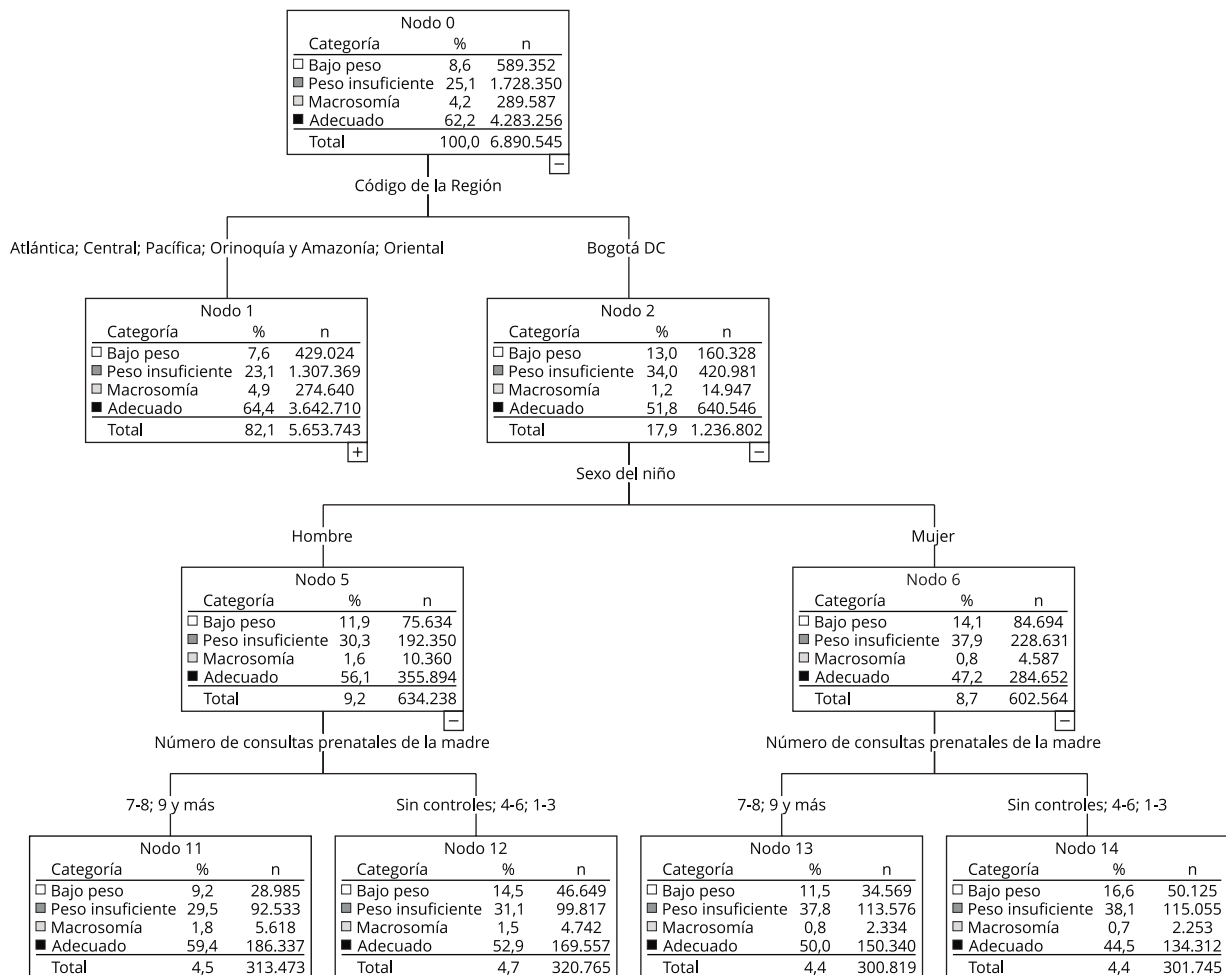 Nodo 0
Categoría % n
Bajo peso 8,6 589.352
Peso insuficiente 25,1 1.728.350
Macrosomía 4,2 289.587
Adecuado 62,2 4.283.256
Total 100,0 6.890.545
−
Código de la Región
Atlántica; Central; Pacífica; Orinoquía y Amazonía; Oriental
Bogotá DC
Nodo 1
Categoría % n
Bajo peso 7,6 429.024
Peso insuficiente 23,1 1.307.369
Macrosomía 4,9 274.640
Adecuado 64,4 3.642.710
Total 82,1 5.653.743
+
Nodo 2
Categoría % n
Bajo peso 13,0 160.328
Peso insuficiente 34,0 420.981
Macrosomía 1,2 14.947
Adecuado 51,8 640.546
Total 17,9 1.236.802
−
Sexo del niño
Hombre
Mujer
Nodo 5
Categoría % n
Bajo peso 11,9 75.634
Peso insuficiente 30,3 192.350
Macrosomía 1,6 10.360
Adecuado 56,1 355.894
Total 9,2 634.238
−
Nodo 6
Categoría % n
Bajo peso 14,1 84.694
Peso insuficiente 37,9 228.631
Macrosomía 0,8 4.587
Adecuado 47,2 284.652
Total 8,7 602.564
−
Número de consultas prenatales de la madre
Número de consultas prenatales de la madre
7-8; 9 y más
Sin controles; 4-6; 1-3
7-8; 9 y más
Sin controles; 4-6; 1-3
Nodo 11
Categoría % n
Bajo peso 9,2 28.985
Peso insuficiente 29,5 92.533
Macrosomía 1,8 5.618
Adecuado 59,4 186.337
Total 4,5 313.473
Nodo 12
Categoría % n
Bajo peso 14,5 46.649
Peso insuficiente 31,1 99.817
Macrosomía 1,5 4.742
Adecuado 52,9 169.557
Total 4,7 320.765
Nodo 13
Categoría % n
Bajo peso 11,5 34.569
Peso insuficiente 37,8 113.576
Macrosomía 0,8 2.334
Adecuado 50,0 150.340
Total 4,4 300.819
Nodo 14
Categoría % n
Bajo peso 16,6 50.125
Peso insuficiente 38,1 115.055
Macrosomía 0,7 2.253
Adecuado 44,5 134.312
Total 4,4 301.745